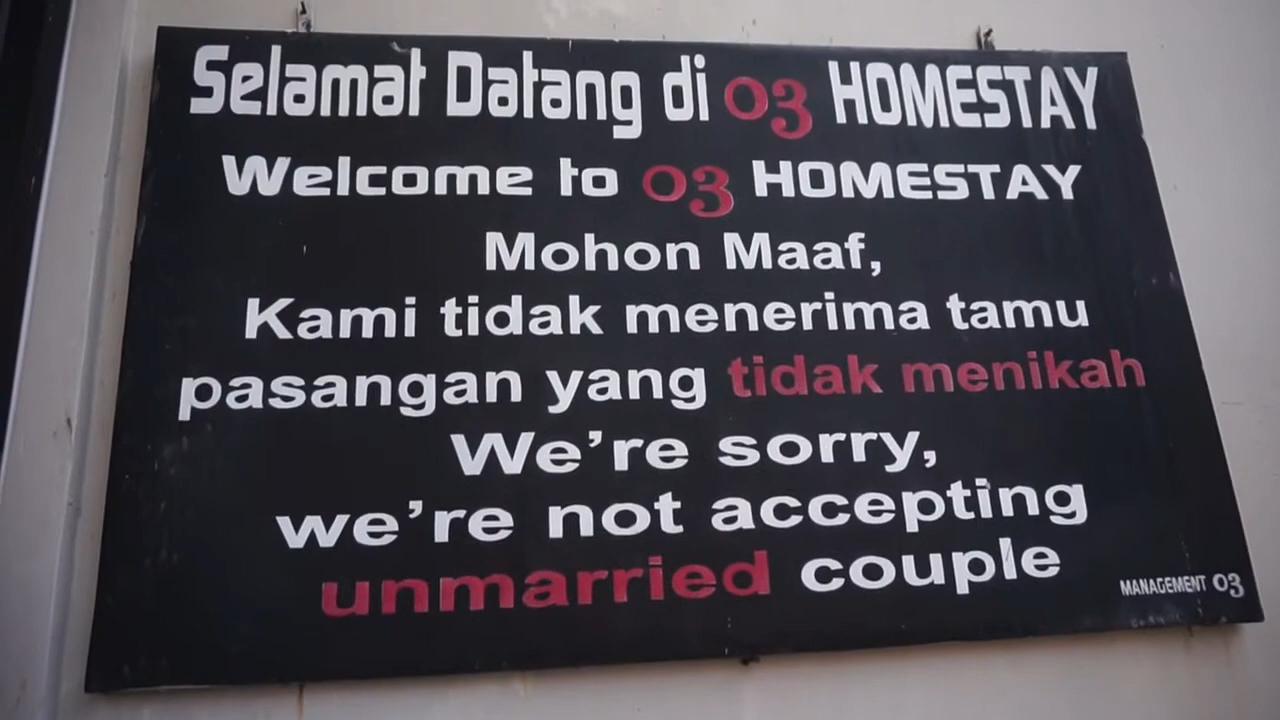 Selamat Datang di 03 HOMESTAY
Welcome to 03 HOMESTAY
Mohon Maaf,
Kami tidak menerima tamu
pasangan yang tidak menikah
We're sorry,
we're not accepting
unmarried couple
MANAGEMENT 03